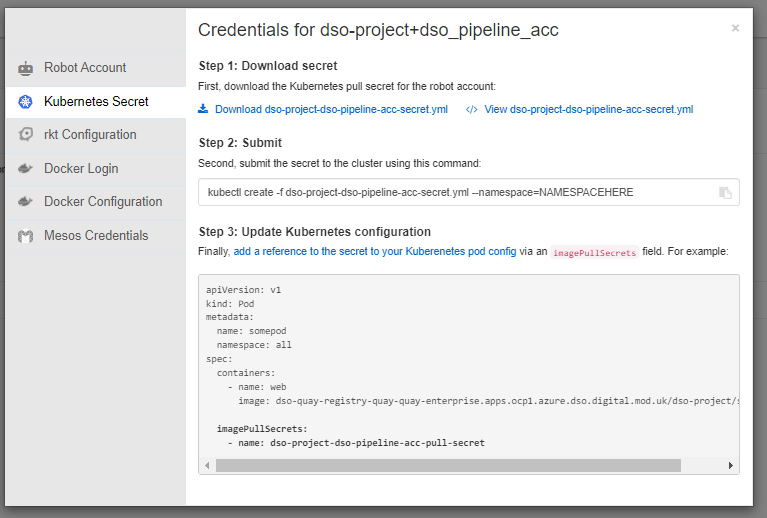 Credentials for dso-project+dso_pipeline_acc
×
Robot Account
Kubernetes Secret
rkt Configuration
Docker Login
Docker Configuration
Mesos Credentials
Step 1: Download secret
First, download the Kubernetes pull secret for the robot account:
Download dso-project-dso-pipeline-acc-secret.yml </> View dso-project-dso-pipeline-acc-secret.yml
Step 2: Submit
Second, submit the secret to the cluster using this command:
kubectl create -f dso-project-dso-pipeline-acc-secret.yml --namespace=NAMESPACEHERE
Step 3: Update Kubernetes configuration
Finally, add a reference to the secret to your Kuberenetes pod config via an imagePullSecrets field. For example:
apiVersion: v1
kind: Pod
metadata:
  name: somepod
  namespace: all
spec:
  containers:
    - name: web
      image: dso-quay-registry-quay-quay-enterprise.apps.ocp1.azure.dso.digital.mod.uk/dso-project/s
  imagePullSecrets:
    - name: dso-project-dso-pipeline-acc-pull-secret